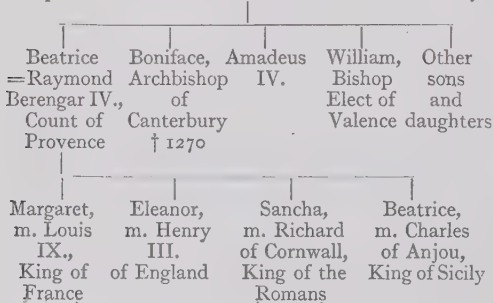 Beatrice
=Raymond
Berengar IV.,
Count of
Provence
Boniface,
Archbishop
of
Canterbury
† 1270
Amadeus
IV.
William,
Bishop
Elect of
Valence
Other
sons
and
daughters
Margaret,
m. Louis
IX.,
King of
France
Eleanor,
m. Henry
III.
of England
Sancha,
m. Richard
of Cornwall,
King of the
Romans
Beatrice,
m. Charles
of Anjou,
King of Sicily